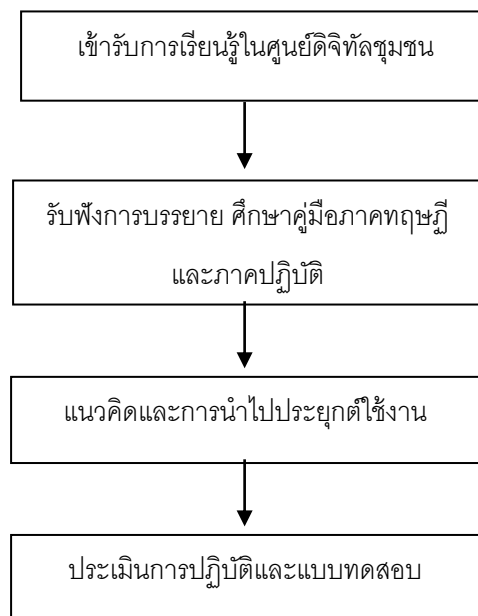 เข้ารับการเรียนรู้ในศูนย์ดิจิทัลชุมชน
รับฟังการบรรยาย ศึกษาคู่มือภาคทฤษฏี
และภาคปฏิบัติ
แนวคิดและการนำไปประยุกต์ใช้งาน
ประเมินการปฏิบัติและแบบทดสอบ